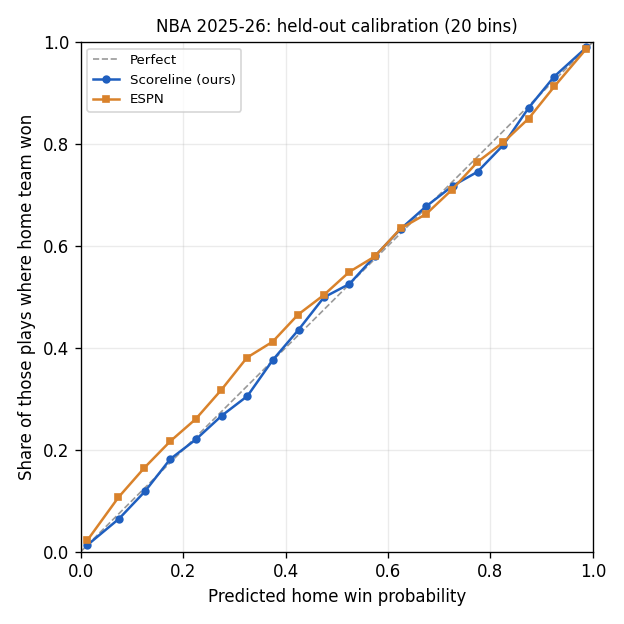 NBA 2025-26: held-out calibration (20 bins)
1.0
0.8
0.6
0.4
0.2
0.0
Share of those plays where home team won
Perfect
Scoreline (ours)
ESPN
0.0 0.2 0.4 0.6 0.8 1.0
Predicted home win probability